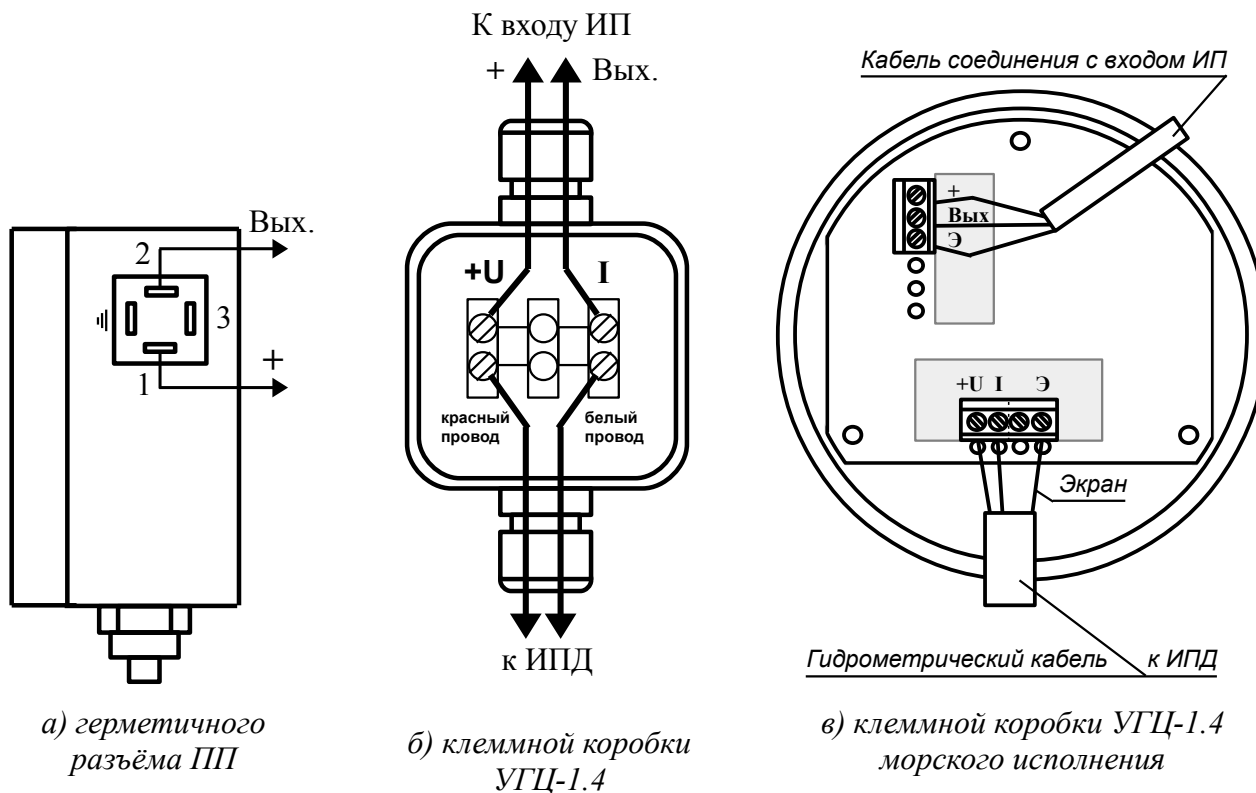 К входу ИП
+ Вых.
Кабель соединения с входом ИП
Вых.
2
3
1
+
+U I
красный провод
белый провод
к ИПД
+
Вых
Э
+U I Э
Экран
Гидрометрический кабель к ИПД
а) герметичного
разъёма ПП
б) клеммной коробки
УГЦ-1.4
в) клеммной коробки УГЦ-1.4
морского исполнения